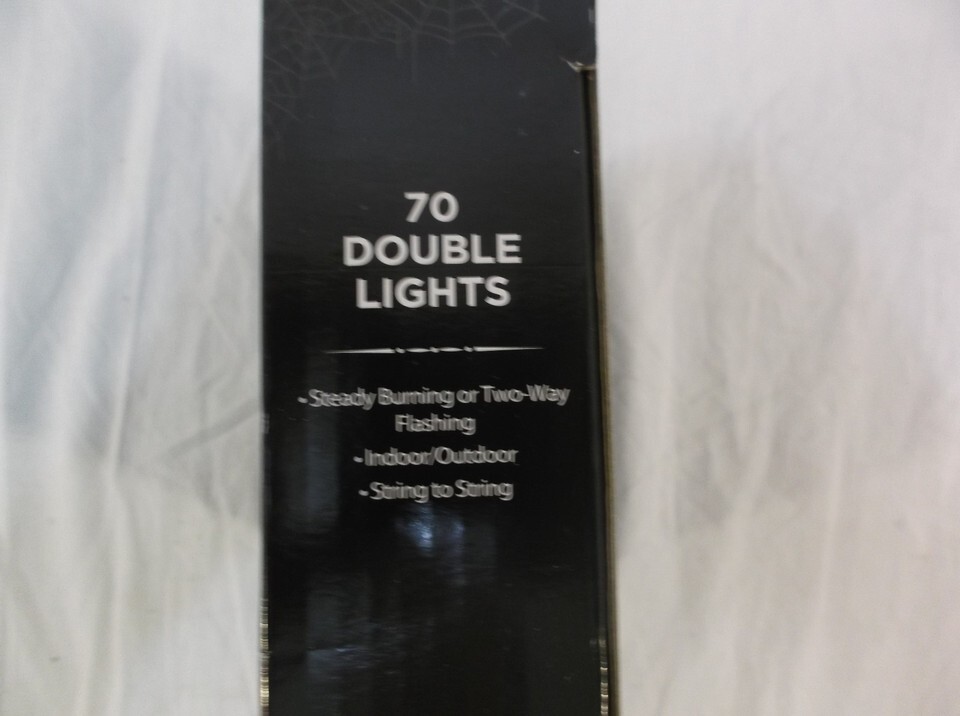 70
DOUBLE
LIGHTS
- Steady Burning or Two-Way
Flashing
- Indoor/Outdoor
- String to String